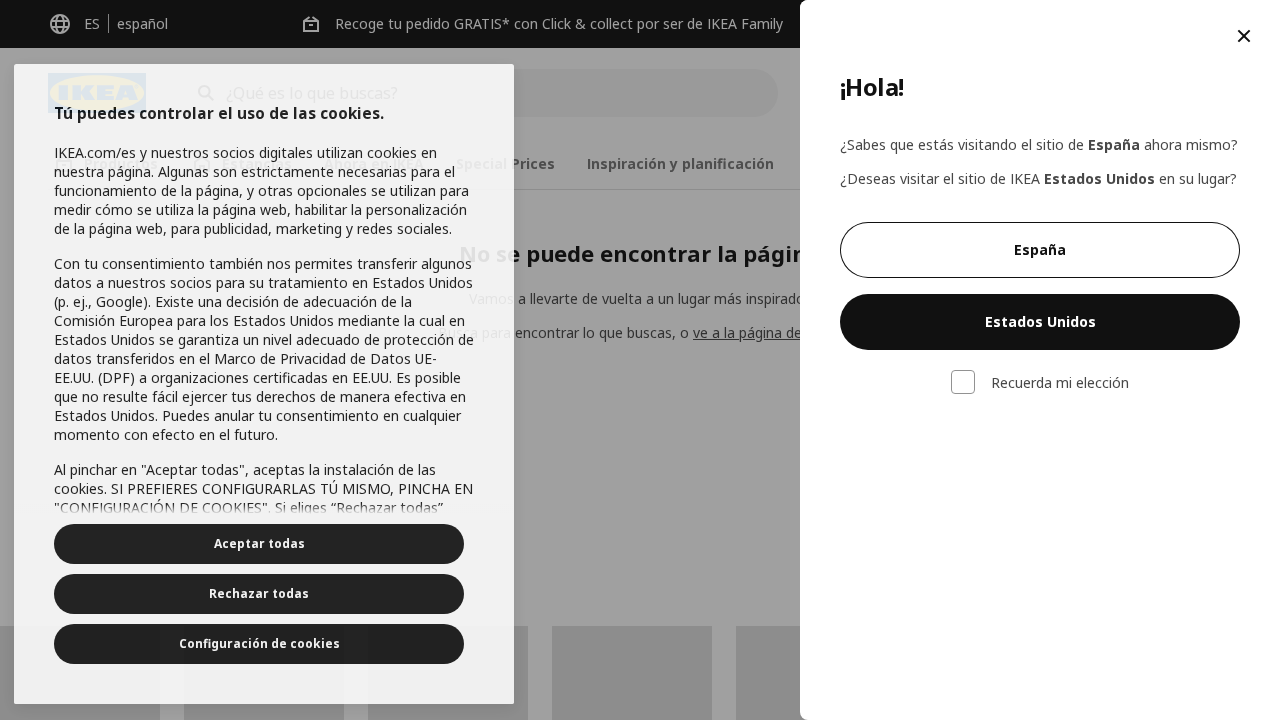 ES
español
Recoge tu pedido GRATIS* con Click & collect por ser de IKEA Family
IKEA
¿Qué es lo que buscas?
Productos
Estancias
Ahora en IKEA
Special Prices
Inspiración y planificación
Tú puedes controlar el uso de las cookies.
IKEA.com/es y nuestros socios digitales utilizan cookies en
nuestra página. Algunas son estrictamente necesarias para el
funcionamiento de la página, y otras opcionales se utilizan para
medir cómo se utiliza la página web, habilitar la personalización
de la página web, para publicidad, marketing y redes sociales.
Con tu consentimiento también nos permites transferir algunos
datos a nuestros socios para su tratamiento en Estados Unidos
(p. ej., Google). Existe una decisión de adecuación de la
Comisión Europea para los Estados Unidos mediante la cual en
Estados Unidos se garantiza un nivel adecuado de protección de
datos transferidos en el Marco de Privacidad de Datos UE-
EE.UU. (DPF) a organizaciones certificadas en EE.UU. Es posible
que no resulte fácil ejercer tus derechos de manera efectiva en
Estados Unidos. Puedes anular tu consentimiento en cualquier
momento con efecto en el futuro.
Al pinchar en "Aceptar todas", aceptas la instalación de las
cookies. SI PREFIERES CONFIGURARLAS TÚ MISMO, PINCHA EN
"CONFIGURACIÓN DE COOKIES". Si eliges “Rechazar todas”
Aceptar todas
Rechazar todas
Configuración de cookies
No se puede encontrar la págin
Vamos a llevarte de vuelta a un lugar más inspirado
para encontrar lo que buscas, o ve a la página de
¡Hola!
¿Sabes que estás visitando el sitio de España ahora mismo?
¿Deseas visitar el sitio de IKEA Estados Unidos en su lugar?
España
Estados Unidos
Recuerda mi elección